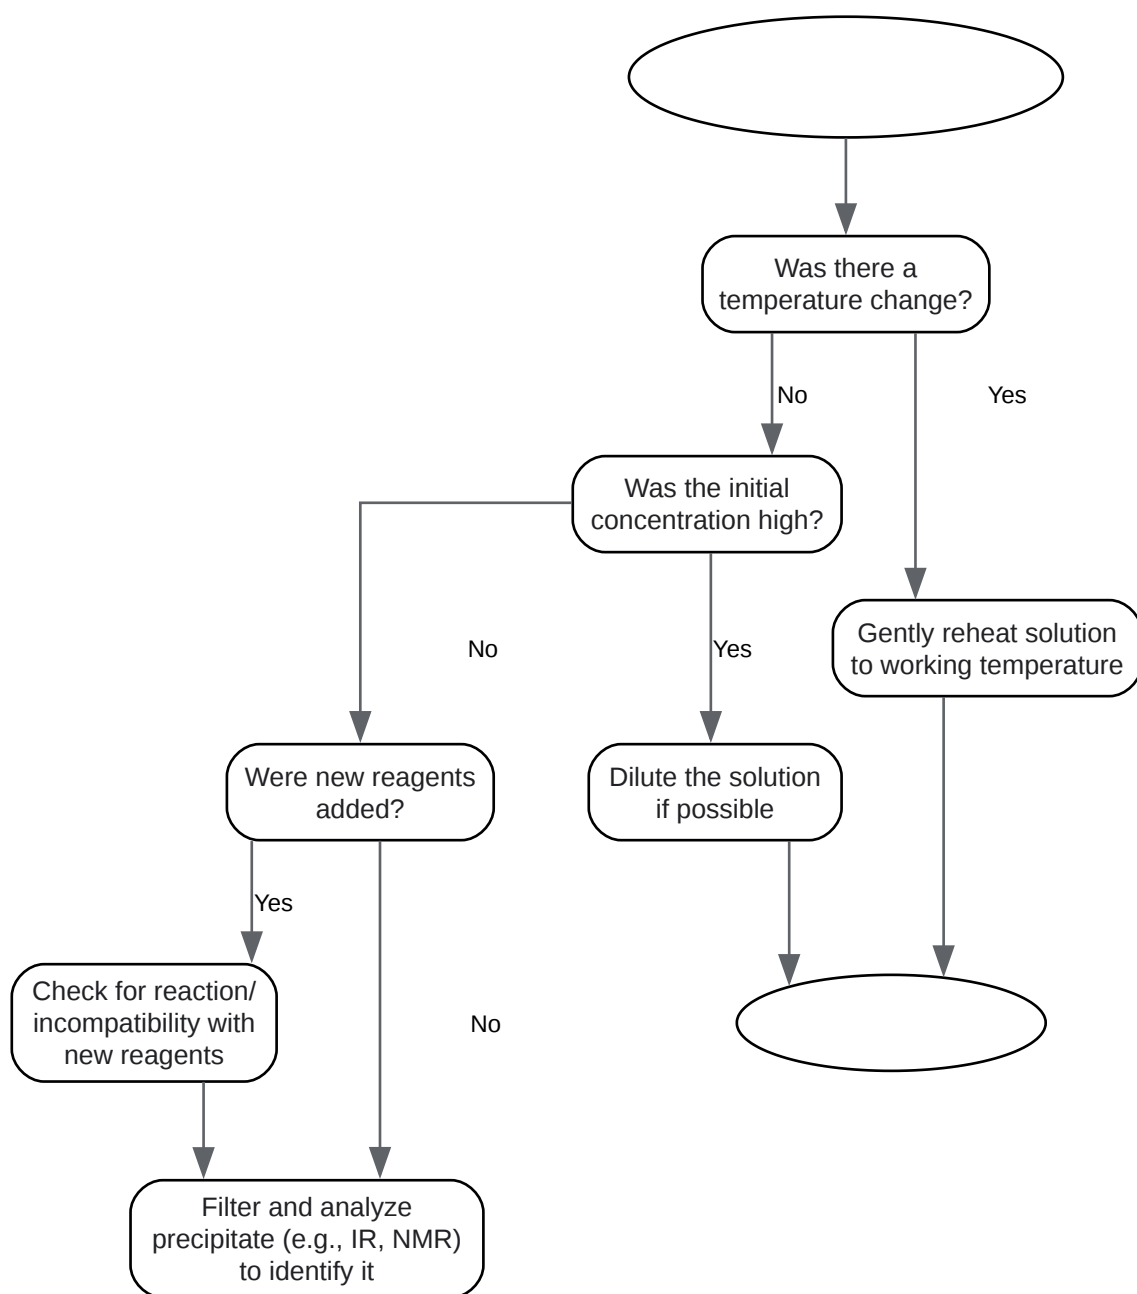 Was there a
temperature change?
No
Yes
Was the initial
concentration high?
Gently reheat solution
to working temperature
No
Yes
Were new reagents
added?
Dilute the solution
if possible
Yes
Check for reaction/
incompatibility with
new reagents
No
Filter and analyze
precipitate (e.g., IR, NMR)
to identify it